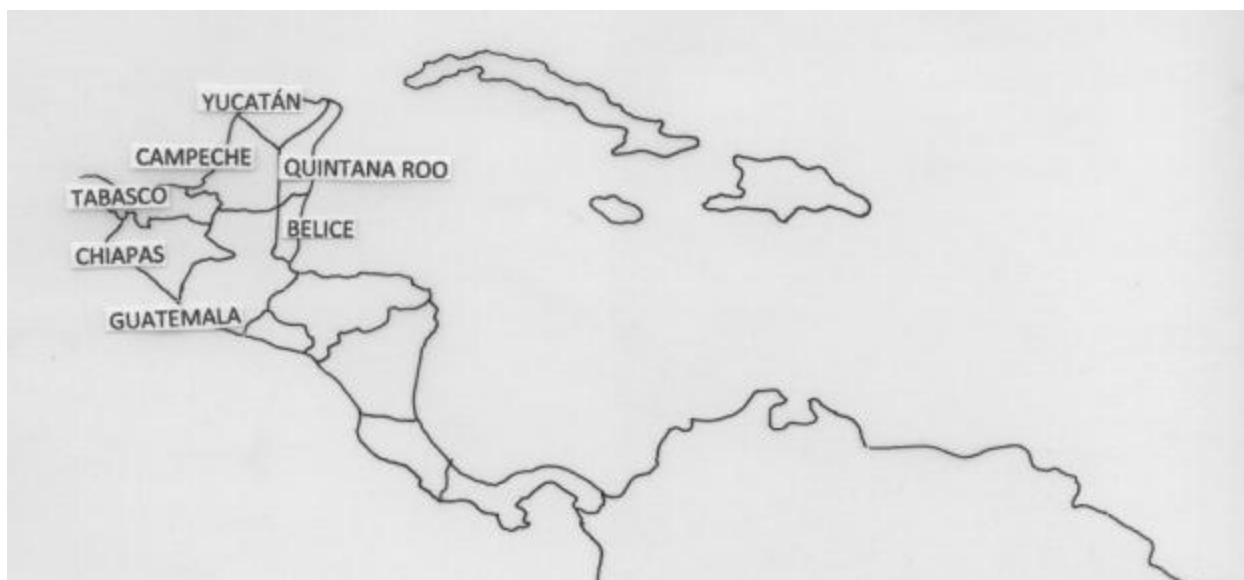 YUCATÁN
CAMPECHE
QUINTANA ROO
TABASCO
BELICE
CHIAPAS
GUATEMALA